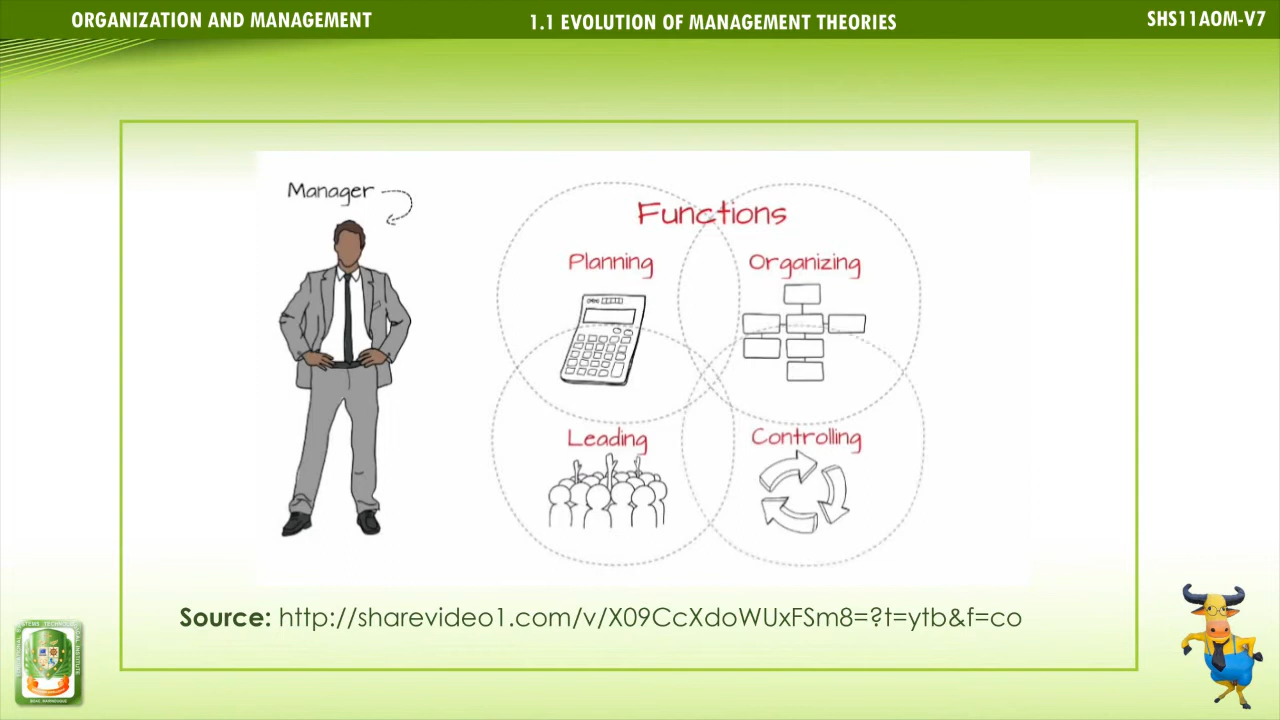 ORGANIZATION AND MANAGEMENT
1.1 EVOLUTION OF MANAGEMENT THEORIES
SHS11AOM-V7
Manager
Functions
Planning
Organizing
Leading
Controlling
Source: http://sharevideo1.com/v/X09CcXdoWUxFSm8=?t=ytb&f=co